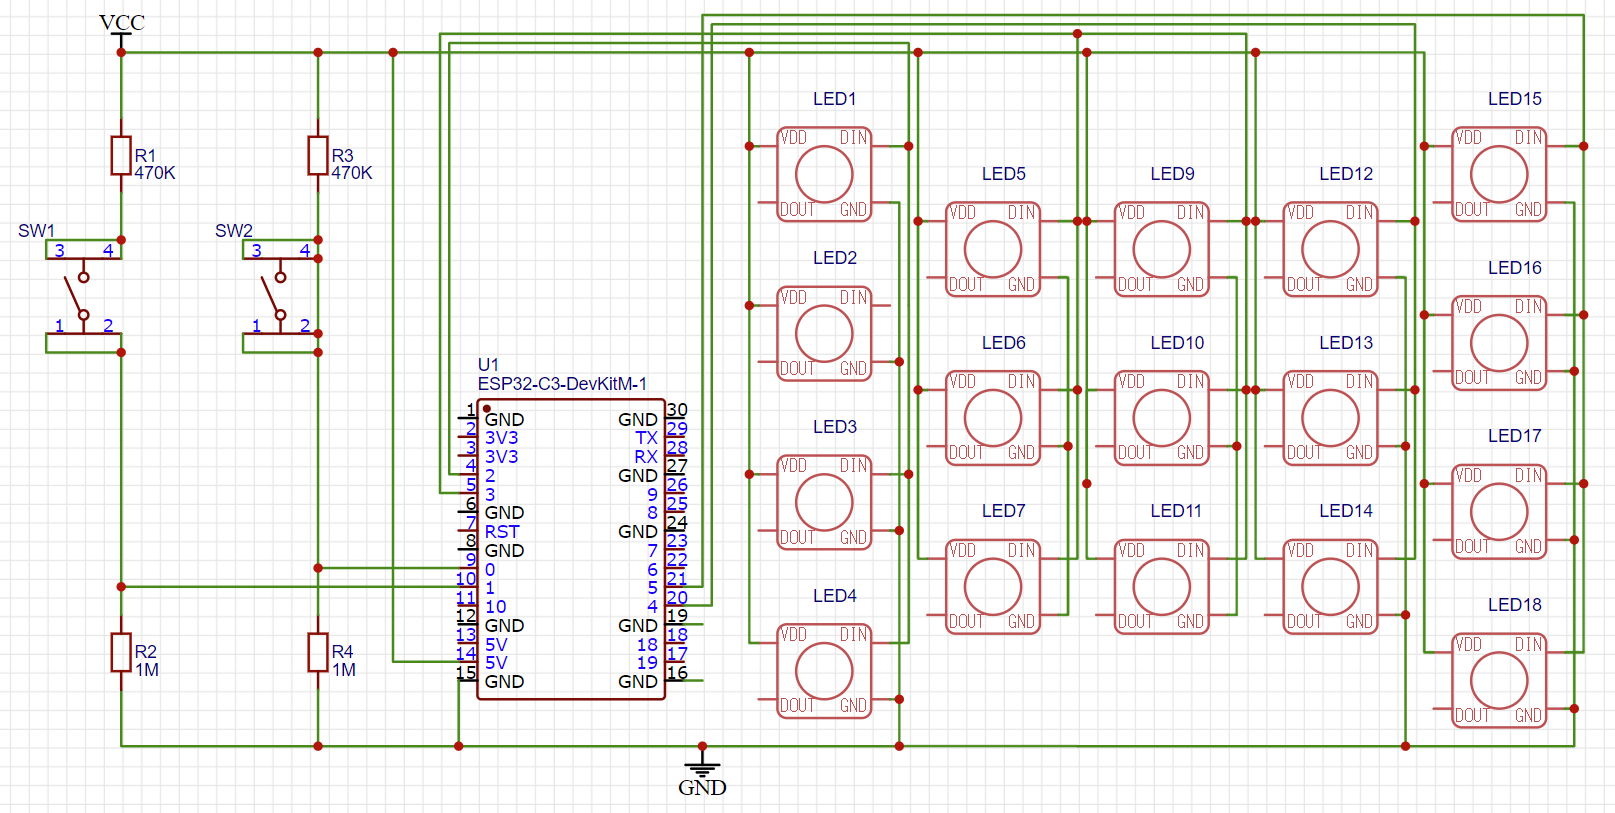 VCC
R1
470K
R3
470K
SW1
3 4
1 2
SW2
3 4
1 2
R2
1M
R4
1M
U1
ESP32-C3-DevKitM-1
1 GND GND 30
2 3V3 TX 29
3 3V3 RX 28
4 2 GND 27
5 3 9 26
6 GND 8 25
7 RST GND 24
8 GND 7 23
9 0 6 22
10 1 5 21
11 10 4 20
12 GND GND 19
13 5V 18 18
14 5V 19 17
15 GND GND 16
GND
LED1
VDD DIN
DOUT GND
LED2
VDD DIN
DOUT GND
LED3
VDD DIN
DOUT GND
LED4
VDD DIN
DOUT GND
LED5
VDD DIN
DOUT GND
LED6
VDD DIN
DOUT GND
LED7
VDD DIN
DOUT GND
LED9
VDD DIN
DOUT GND
LED10
VDD DIN
DOUT GND
LED11
VDD DIN
DOUT GND
LED12
VDD DIN
DOUT GND
LED13
VDD DIN
DOUT GND
LED14
VDD DIN
DOUT GND
LED15
VDD DIN
DOUT GND
LED16
VDD DIN
DOUT GND
LED17
VDD DIN
DOUT GND
LED18
VDD DIN
DOUT GND